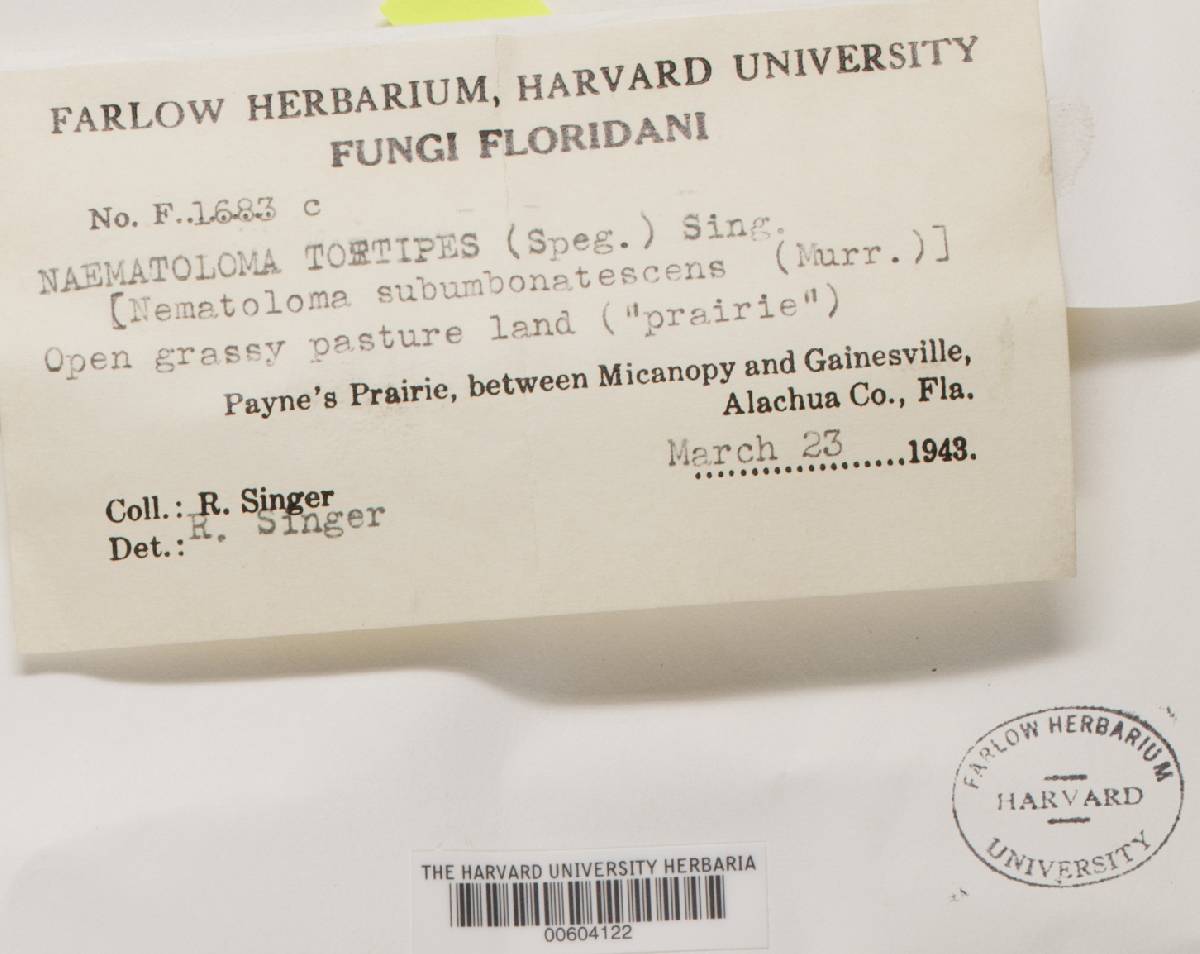 FARLOW HERBARIUM, HARVARD UNIVERSITY
FUNGI FLORIDANI
No. F..1683 c
NAEMATOLOMA TORTIPES (Speg.) Sing.
[Nematoloma subumbonatescens (Murr.)]
Open grassy pasture land ("prairie")
Payne's Prairie, between Micanopy and Gainesville,
Alachua Co., Fla.
March 23 ....................1943.
Coll.: R. Singer
Det.: R. Singer
FARLOW HERBARIUM
HARVARD
UNIVERSITY
THE HARVARD UNIVERSITY HERBARIA
00604122